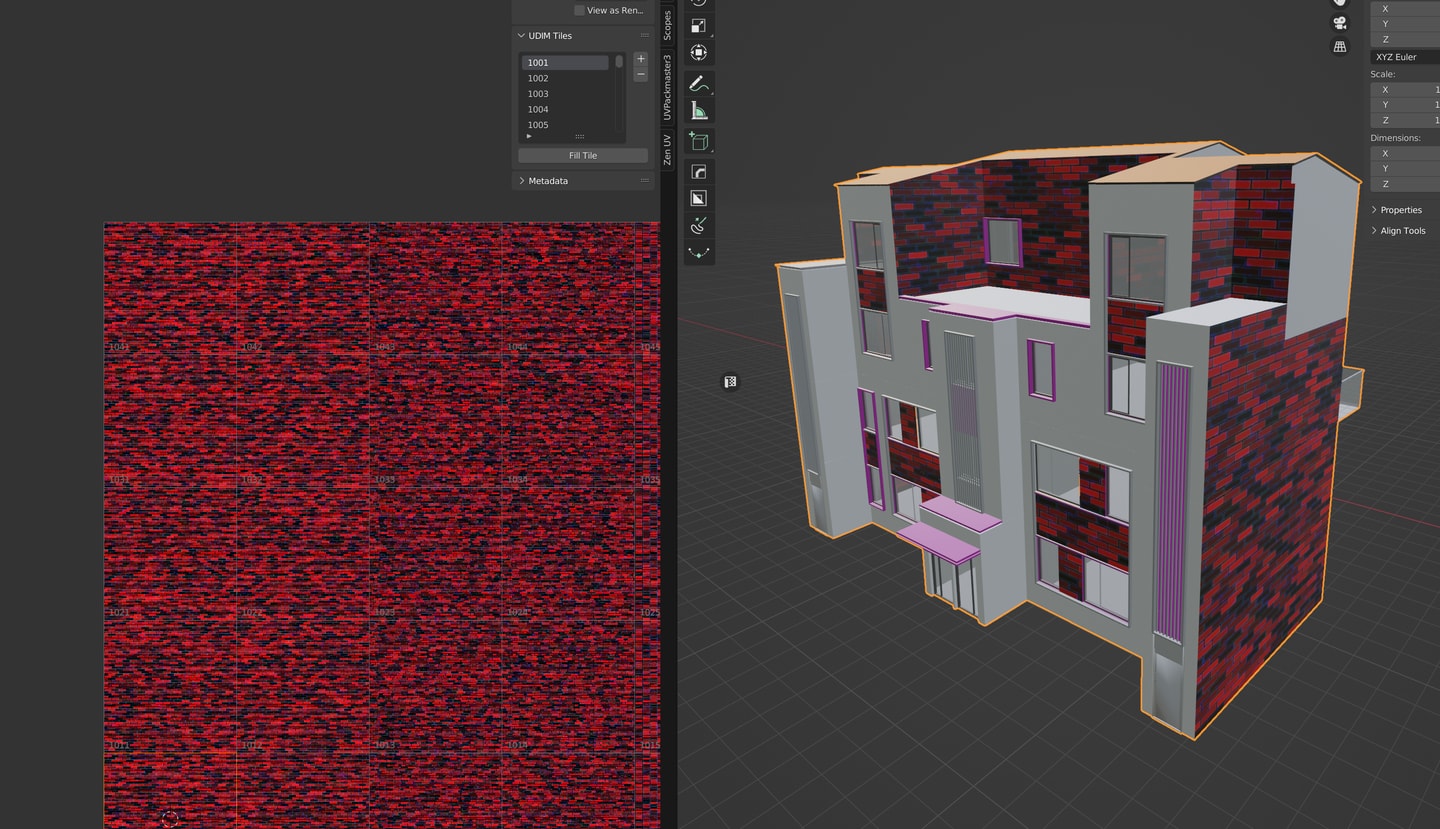 View as Ren...
UDIM Tiles
1001
1002
1003
1004
1005
Fill Tile
Metadata
Scopes
UVPackmaster3
Zen UV
1041
1042
1043
1044
1045
1031
1032
1033
1034
1035
1021
1022
1023
1024
1025
1011
1012
1013
1014
1015
X
Y
Z
XYZ Euler
Scale:
X 1
Y 1
Z 1
Dimensions:
X
Y
Z
Properties
Align Tools